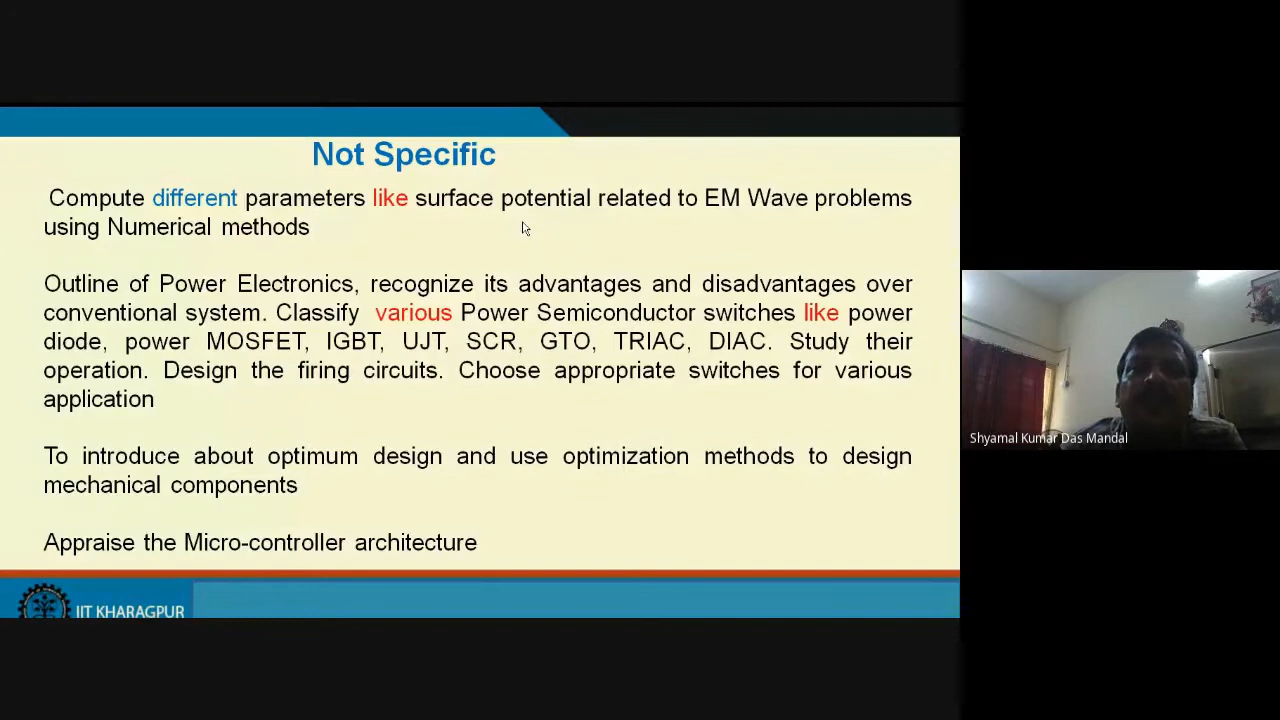 Not Specific
Compute different parameters like surface potential related to EM Wave problems
using Numerical methods
Outline of Power Electronics, recognize its advantages and disadvantages over
conventional system. Classify various Power Semiconductor switches like power
diode, power MOSFET, IGBT, UJT, SCR, GTO, TRIAC, DIAC. Study their
operation. Design the firing circuits. Choose appropriate switches for various
application
To introduce about optimum design and use optimization methods to design
mechanical components
Appraise the Micro-controller architecture
IIT KHARAGPUR
Shyamal Kumar Das Mandal